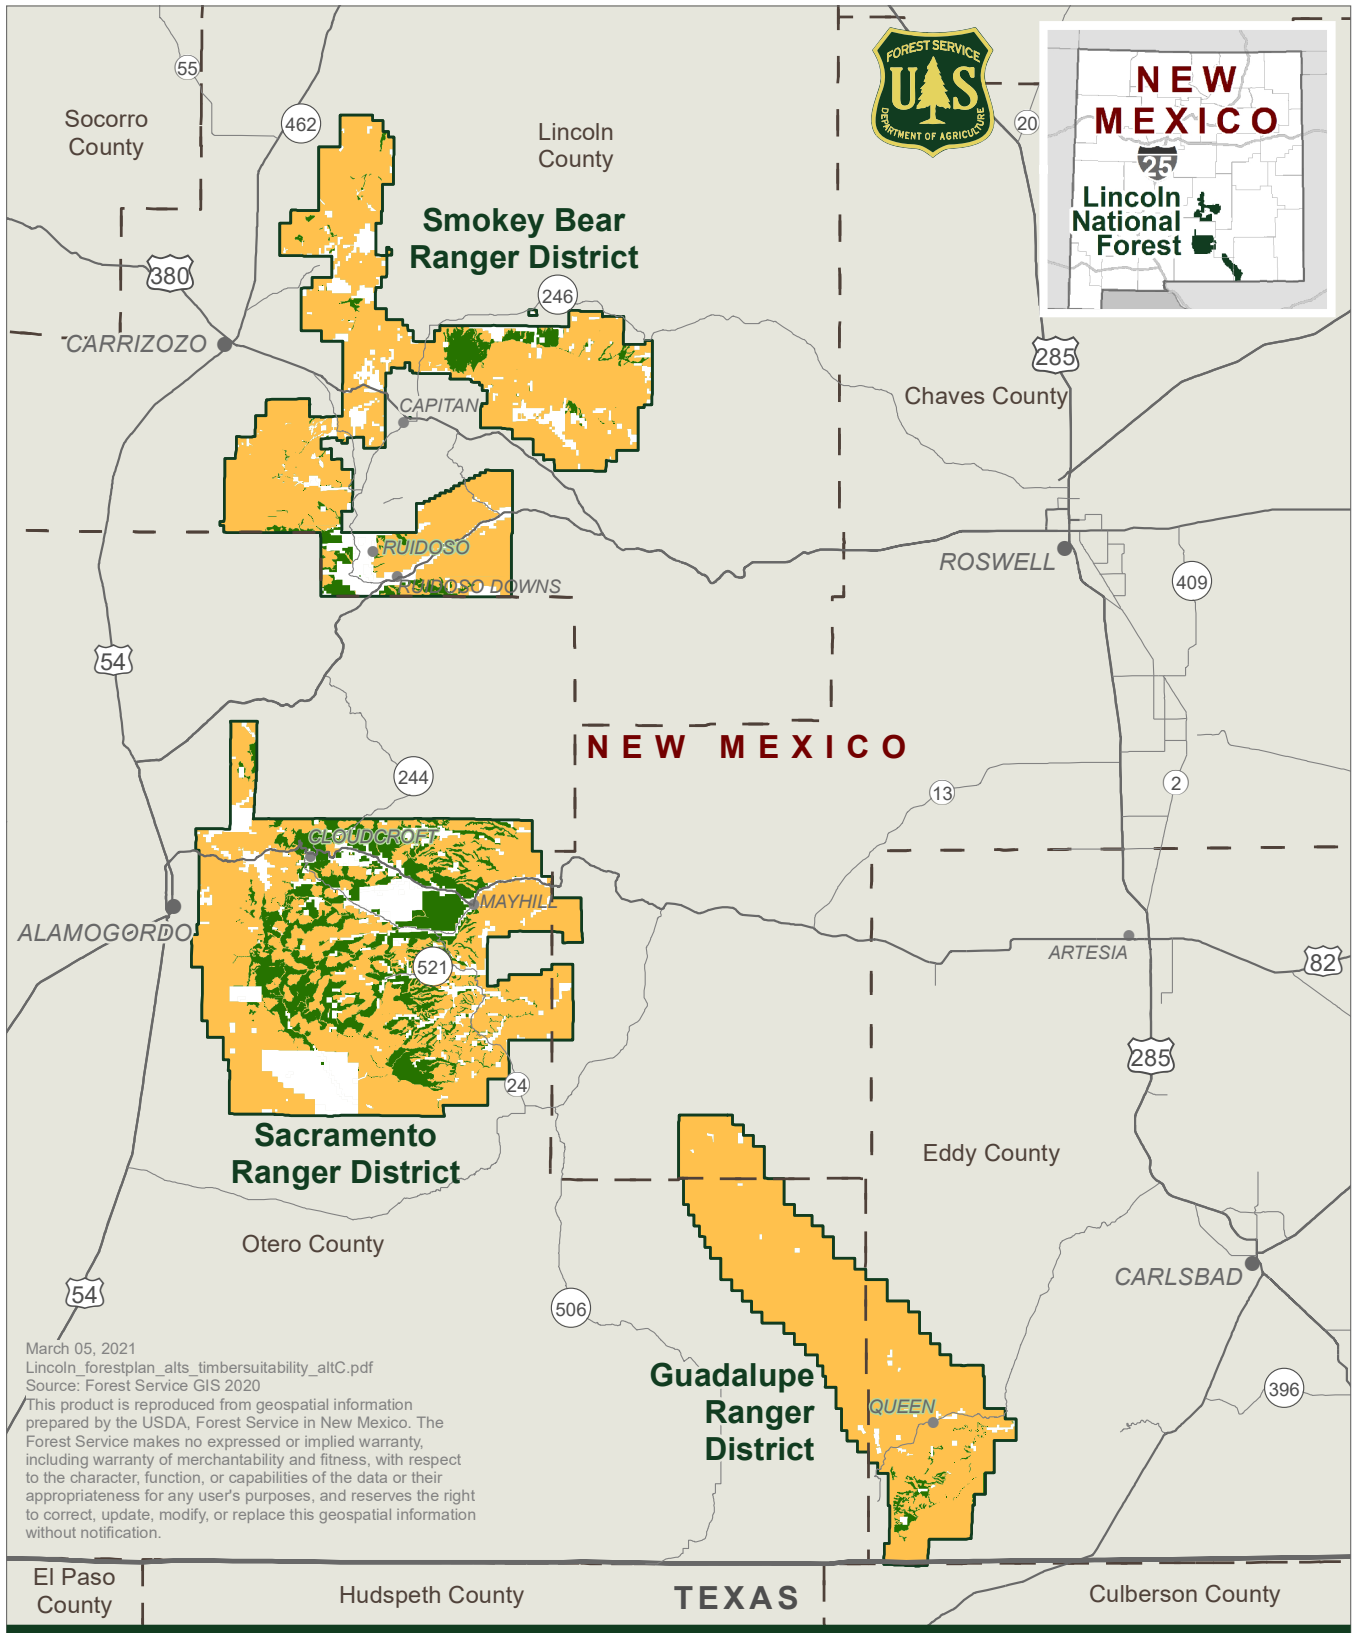 55
462
Socorro
County
Lincoln
County
FOREST SERVICE
UAS
DEPARTMENT OF AGRICULTURE
20
NEW
MEXICO
25
Lincoln
National
Forest
Smokey Bear
Ranger District
380
246
CARRIZOZO
285
Chaves County
CAPITAN
RUIDOSO
RUIDOSO DOWNS
ROSWELL
409
54
NEW MEXICO
244
13
2
CLOUDCROFT
MAYHILL
ALAMOGORDO
521
ARTESIA
82
285
24
Sacramento
Ranger District
Eddy County
Otero County
CARLSBAD
54
506
Guadalupe
Ranger
District
QUEEN
396
March 05, 2021
Lincoln_forestplan_alts_timbersuitability_altC.pdf
Source: Forest Service GIS 2020
This product is reproduced from geospatial information
prepared by the USDA, Forest Service in New Mexico. The
Forest Service makes no expressed or implied warranty,
including warranty of merchantability and fitness, with respect
to the character, function, or capabilities of the data or their
appropriateness for any user's purposes, and reserves the right
to correct, update, modify, or replace this geospatial information
without notification.
El Paso
County
Hudspeth County
TEXAS
Culberson County